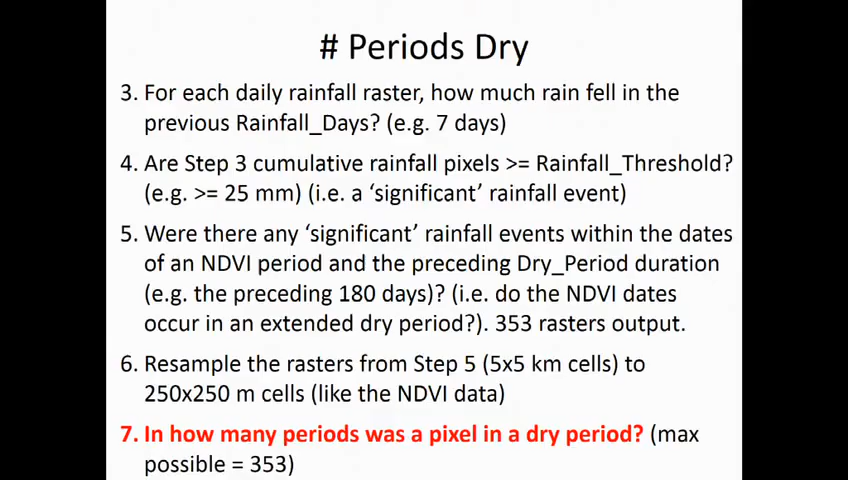 # Periods Dry
3. For each daily rainfall raster, how much rain fell in the
previous Rainfall_Days? (e.g. 7 days)
4. Are Step 3 cumulative rainfall pixels >= Rainfall_Threshold?
(e.g. >= 25 mm) (i.e. a ‘significant’ rainfall event)
5. Were there any ‘significant’ rainfall events within the dates
of an NDVI period and the preceding Dry_Period duration
(e.g. the preceding 180 days)? (i.e. do the NDVI dates
occur in an extended dry period?). 353 rasters output.
6. Resample the rasters from Step 5 (5x5 km cells) to
250x250 m cells (like the NDVI data)
7. In how many periods was a pixel in a dry period? (max
possible = 353)